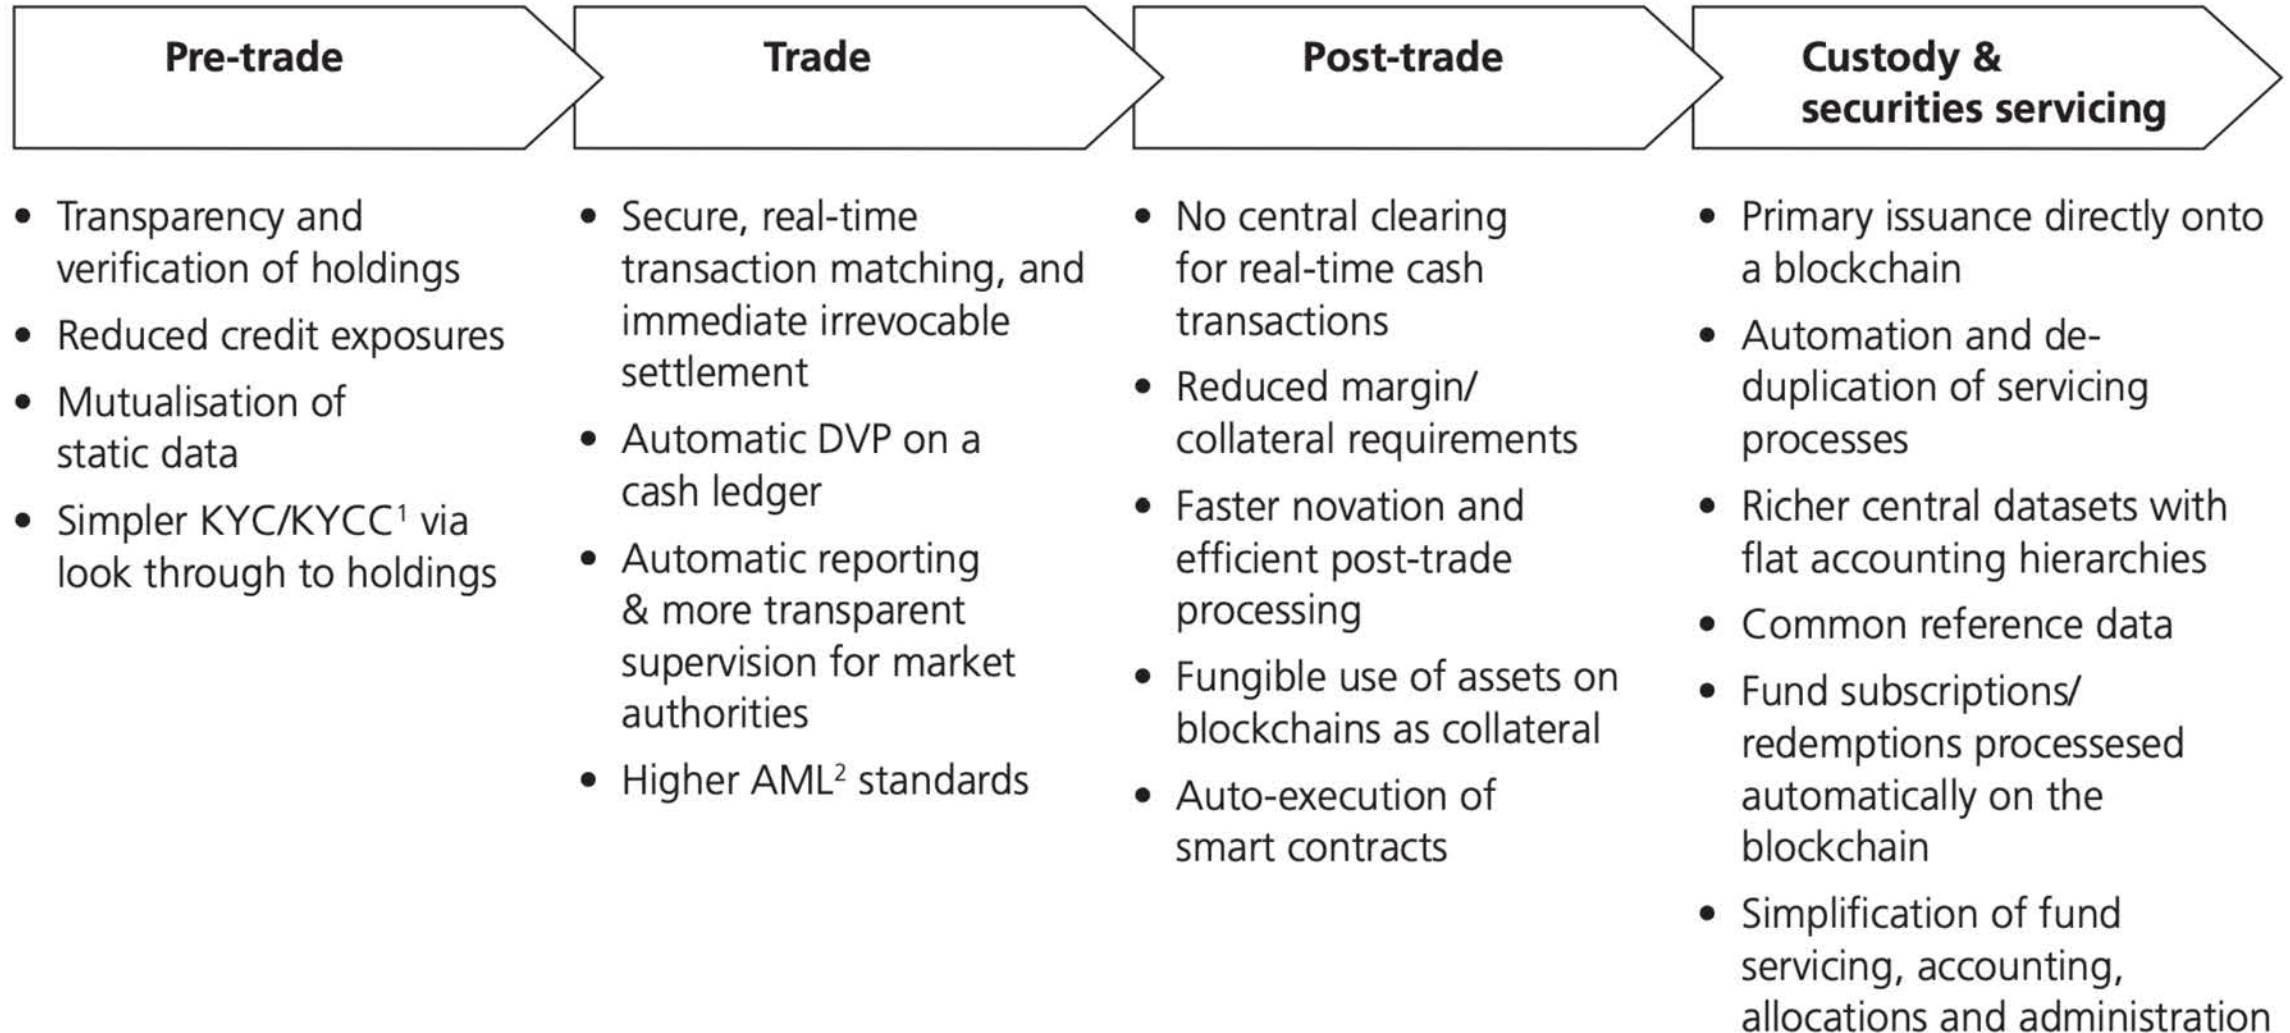 Pre-trade
• Transparency and
verification of holdings
• Reduced credit exposures
• Mutualisation of
static data
• Simpler KYC/KYCC¹ via
look through to holdings
Trade
• Secure, real-time
transaction matching, and
immediate irrevocable
settlement
• Automatic DVP on a
cash ledger
• Automatic reporting
& more transparent
supervision for market
authorities
• Higher AML² standards
Post-trade
• No central clearing
for real-time cash
transactions
• Reduced margin/
collateral requirements
• Faster novation and
efficient post-trade
processing
• Fungible use of assets on
blockchains as collateral
• Auto-execution of
smart contracts
Custody &
securities servicing
• Primary issuance directly onto
a blockchain
• Automation and de-
duplication of servicing
processes
• Richer central datasets with
flat accounting hierarchies
• Common reference data
• Fund subscriptions/
redemptions processesed
automatically on the
blockchain
• Simplification of fund
servicing, accounting,
allocations and administration